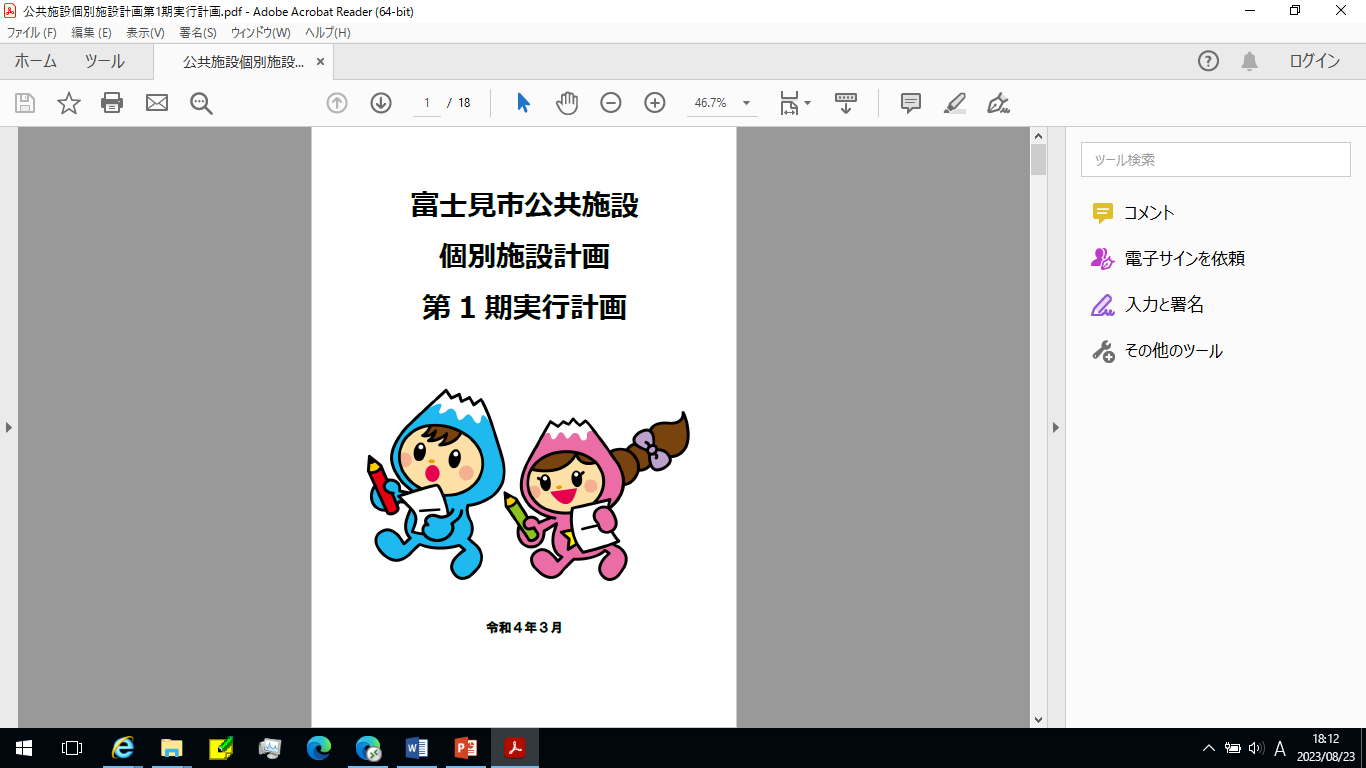 公共施設個別施設計画第1期実行計画.pdf - Adobe Acrobat Reader (64-bit)
ファイル(F) 編集(E) 表示(V) 署名(S) ウィンドウ(W) ヘルプ(H)
ホーム ツール 公共施設個別施設... × ログイン
1 / 18 46.7%
ツール検索
コメント
電子サインを依頼
入力と署名
その他のツール
富士見市公共施設
個別施設計画
第1期実行計画
令和4年3月
A 18:12
2023/08/23